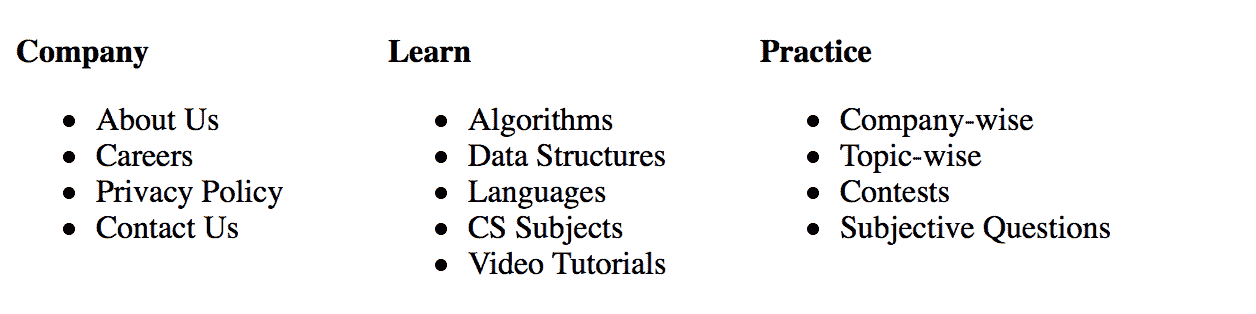 Company
• About Us
• Careers
• Privacy Policy
• Contact Us
Learn
• Algorithms
• Data Structures
• Languages
• CS Subjects
• Video Tutorials
Practice
• Company-wise
• Topic-wise
• Contests
• Subjective Questions